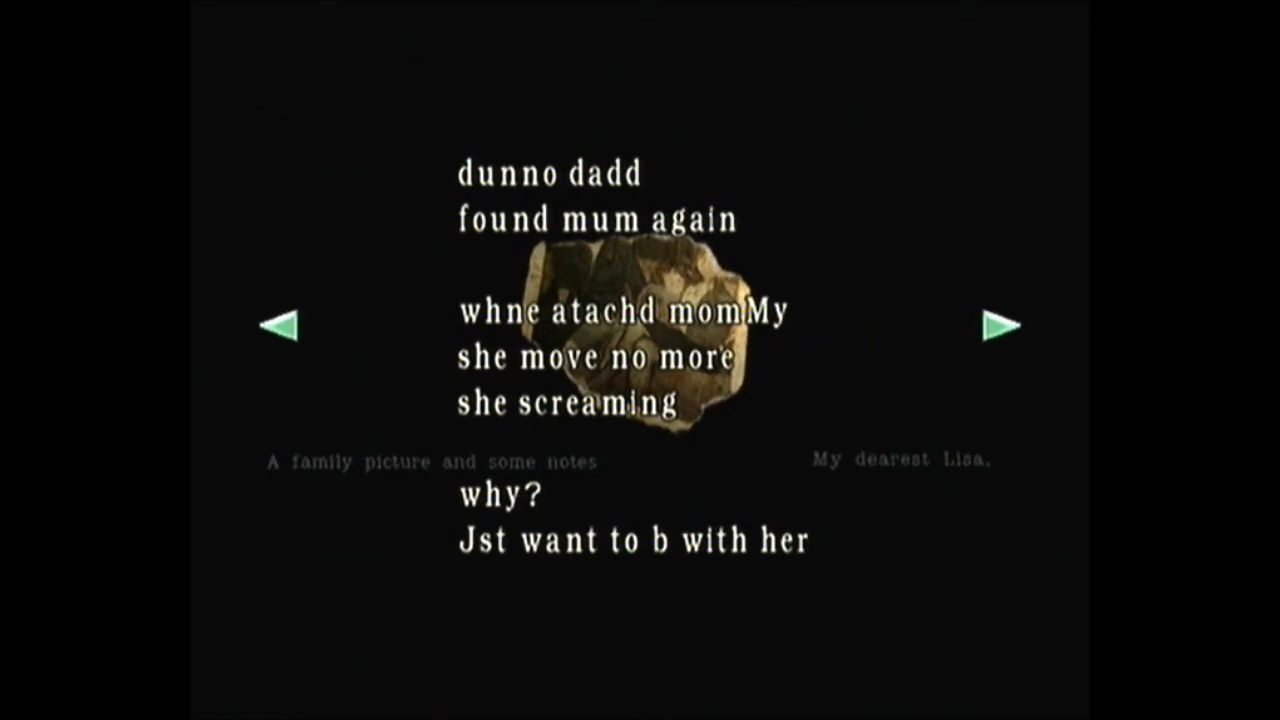 dunno dadd
found mum again
whne atachd momMy
she move no more
she screaming
A family picture and some notes
My dearest Lisa.
why?
Jst want to b with her